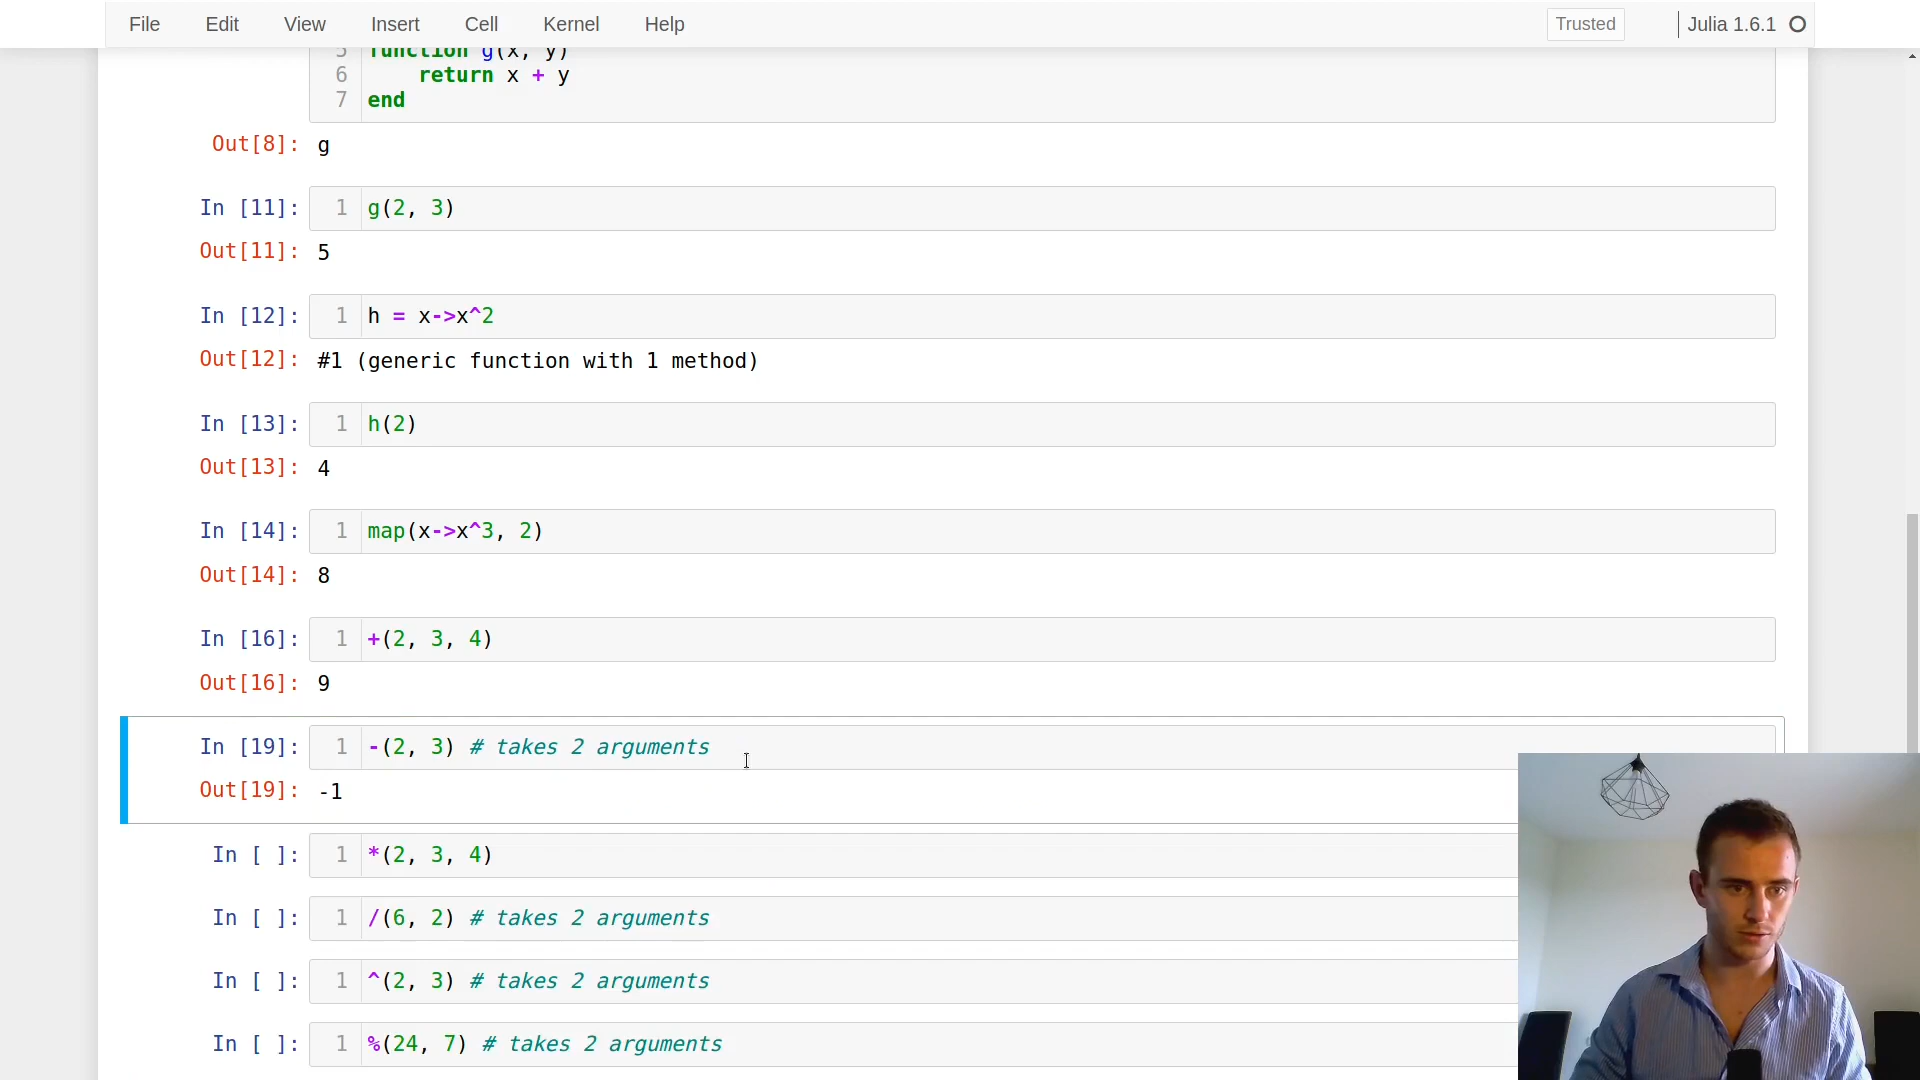 File Edit View Insert Cell Kernel Help Trusted Julia 1.6.1
5 function g(x, y)
6 return x + y
7 end
Out[8]: g
In [11]: 1 g(2, 3)
Out[11]: 5
In [12]: 1 h = x->x^2
Out[12]: #1 (generic function with 1 method)
In [13]: 1 h(2)
Out[13]: 4
In [14]: 1 map(x->x^3, 2)
Out[14]: 8
In [16]: 1 +(2, 3, 4)
Out[16]: 9
In [19]: 1 -(2, 3) # takes 2 arguments
Out[19]: -1
In [ ]: 1 *(2, 3, 4)
In [ ]: 1 /(6, 2) # takes 2 arguments
In [ ]: 1 ^(2, 3) # takes 2 arguments
In [ ]: 1 %(24, 7) # takes 2 arguments